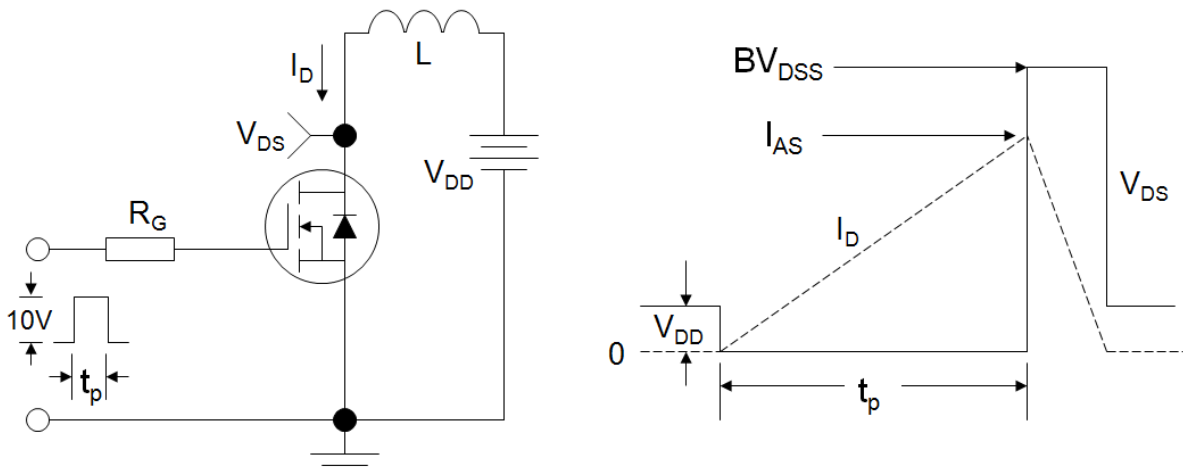 L
I_D
V_DS
V_DD
R_G
10V
t_p
BV_DSS
I_AS
V_DS
I_D
V_DD
0
t_p